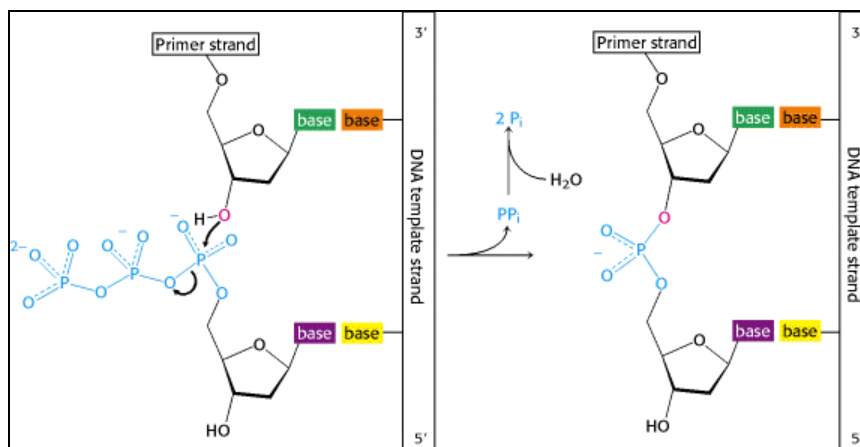 Primer strand
3′
O
O
base base
H–O
–
O
O
2–
O
O
–
O
O
P
P
P
O
O
O
O
O
base base
O
HO
5′
DNA template strand
2 Pi
H2O
PPi
Primer strand
3
O
O
base base
O
O
–
P
O
O
O
base base
HO
5
DNA template strand